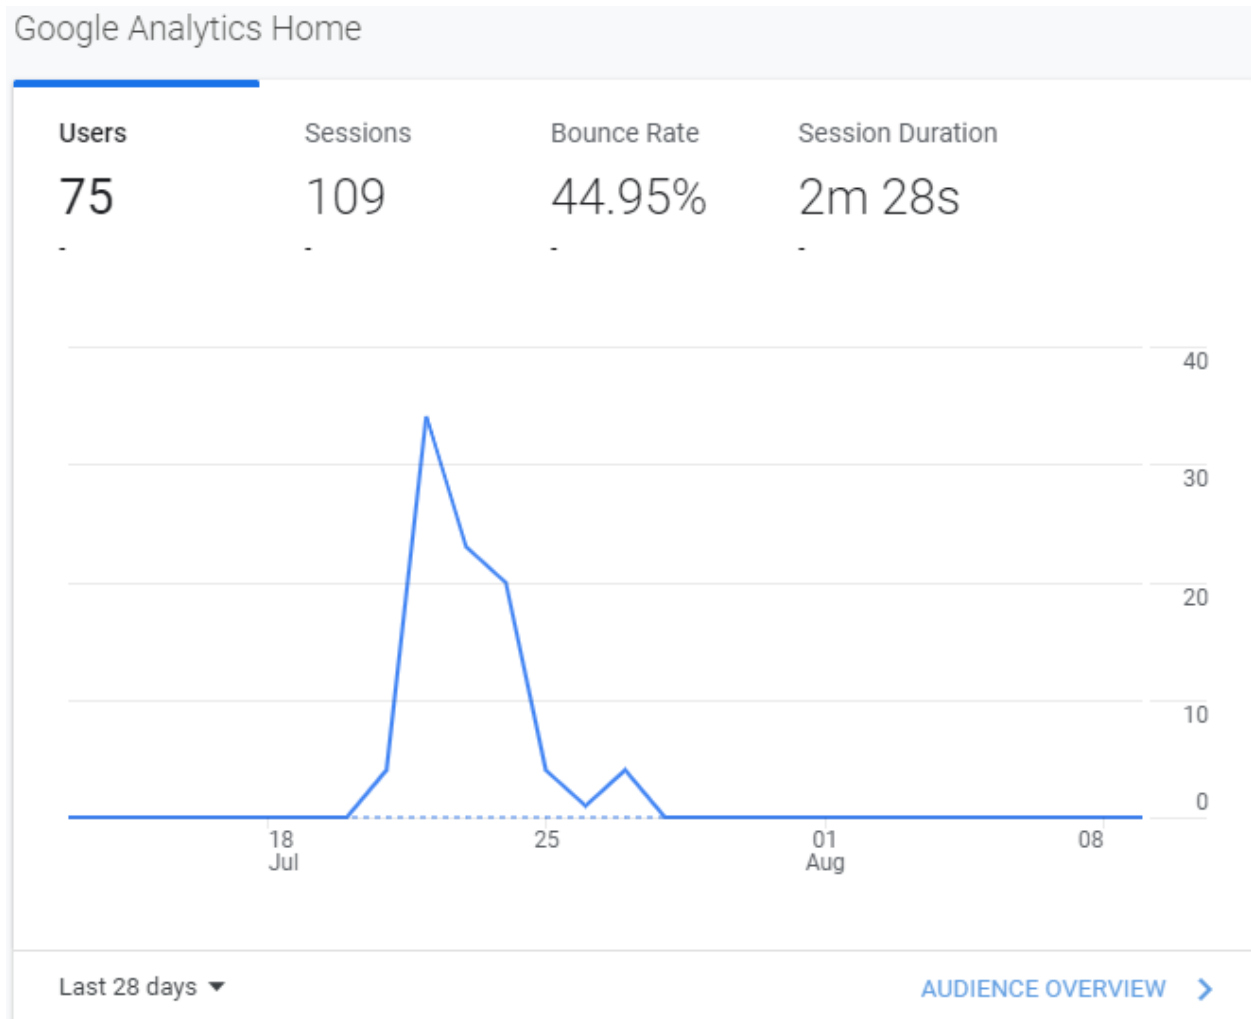 Google Analytics Home
Users Sessions Bounce Rate Session Duration
75 109 44.95% 2m 28s
- - - -
40
30
20
10
0
18 25 01 08
Jul Aug
Last 28 days AUDIENCE OVERVIEW